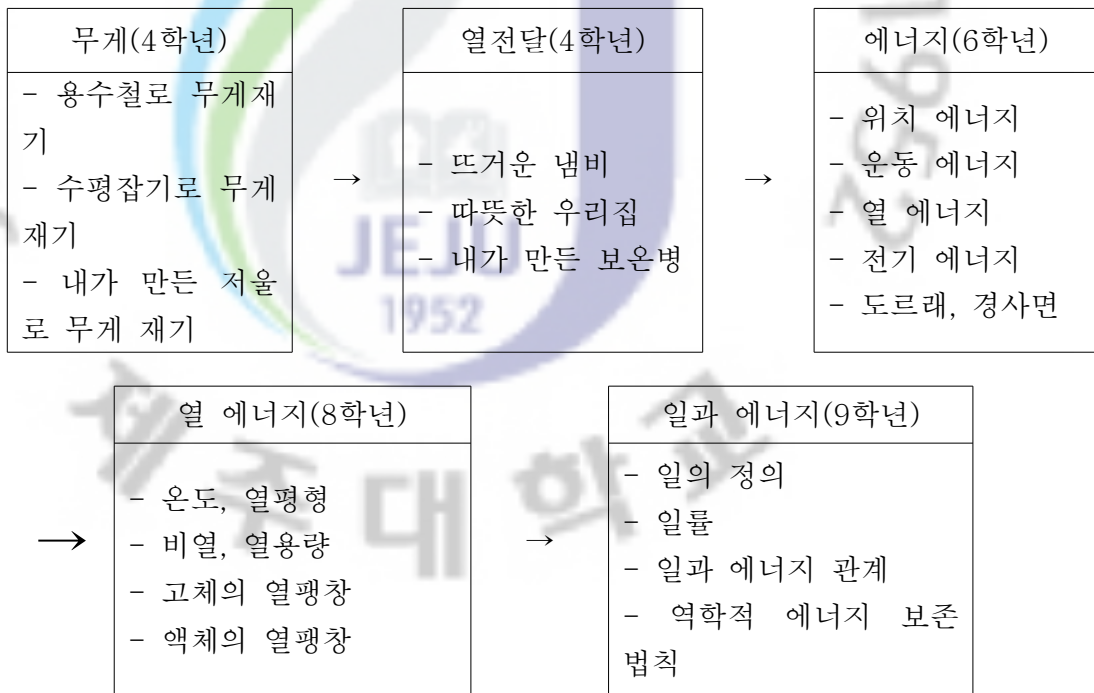 무게(4학년)
- 용수철로 무게재
기
- 수평잡기로 무게
재기
- 내가 만든 저울
로 무게 재기
→
열전달(4학년)
- 뜨거운 냄비
- 따뜻한 우리집
- 내가 만든 보온병
→
에너지(6학년)
- 위치 에너지
- 운동 에너지
- 열 에너지
- 전기 에너지
- 도르래, 경사면
→
열 에너지(8학년)
- 온도, 열평형
- 비열, 열용량
- 고체의 열팽창
- 액체의 열팽창
→
일과 에너지(9학년)
- 일의 정의
- 일률
- 일과 에너지 관계
- 역학적 에너지 보존
법칙
JEJU
1952
1952
제주대학교